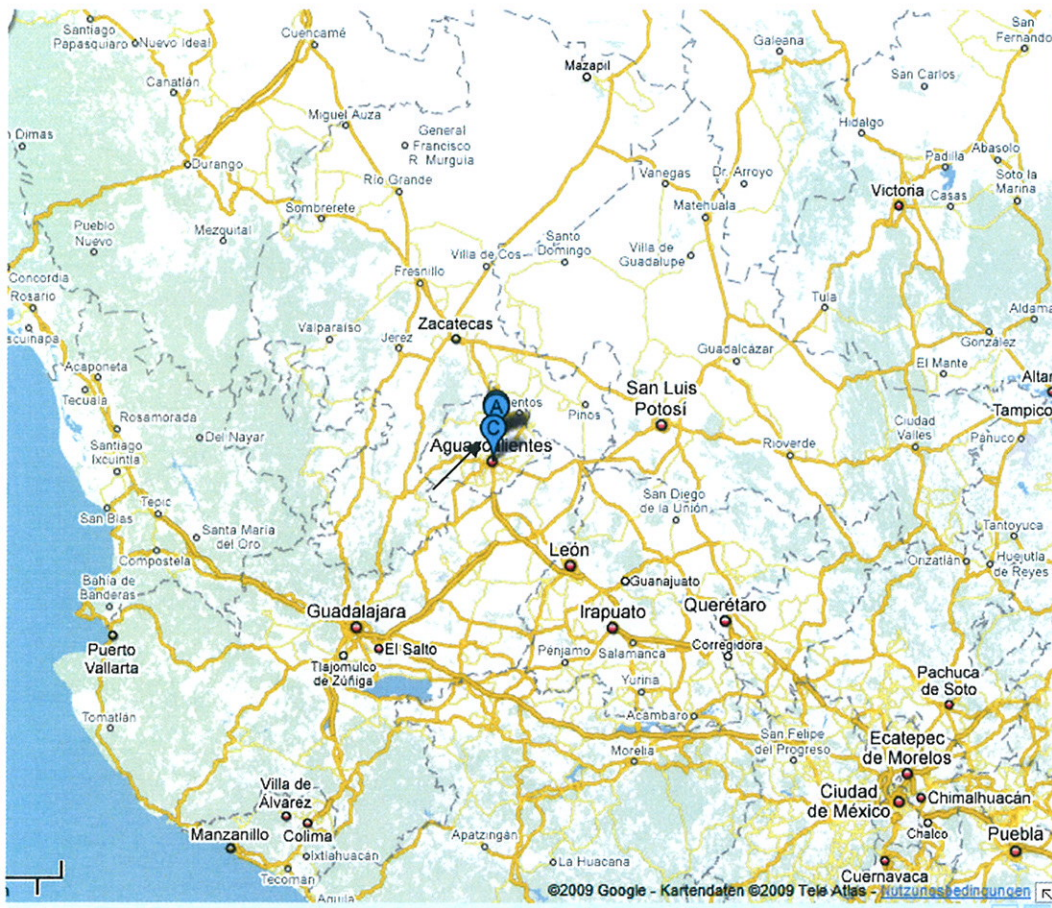 Santiago
Papasquiaro
Nuevo Ideal
Cuencamé
Galeana
San
Fernando
Mazapil
San Carlos
Canatlán
Miguel Auza
General
Francisco
R. Murguia
Hidalgo
Dimas
Durango
Río Grande
Vanegas
Dr. Arroyo
Padilla
Abasolo
Soto la
Marina
Victoria
Casas
Sombrerete
Matehuala
Pueblo
Nuevo
Mezquital
Villa de Cos
Santo
Domingo
Villa de
Guadalupe
Concordia
Rosario
Fresnillo
Tula
Aldama
Zacatecas
Valparaíso
Jerez
González
Guadalcázar
El Mante
Acaponeta
Tecuala
San Luis
Potosí
Tampico
A
Pinos
Rosamorada
C
Del Nayar
Aguascalientes
Rioverde
Ciudad
Valles
Pánuco
Santiago
Ixcuintla
San Diego
de la Unión
San Blas
Tepic
Santa María
del Oro
Tantoyuca
Compostela
León
Orizatlán
Huejutla
de Reyes
Bahía de
Banderas
Guanajuato
Guadalajara
Irapuato
Querétaro
Puerto
Vallarta
El Salto
Corregidora
Tlajomulco
de Zúñiga
Pénjamo
Salamanca
Pachuca
de Soto
Yuriria
Tomatlán
Acambaro
San Felipe
del Progreso
Ecatepec
de Morelos
Morelia
Villa de
Álvarez
Ciudad
de México
Chimalhuacán
Manzanillo
Colima
Apatzingán
Chalco
Puebla
Ixtlahuacán
La Huacana
Tecoman
Cuernavaca
Aquila
©2009 Google - Kartendaten ©2009 Tele Atlas - Nutzungsbedingungen